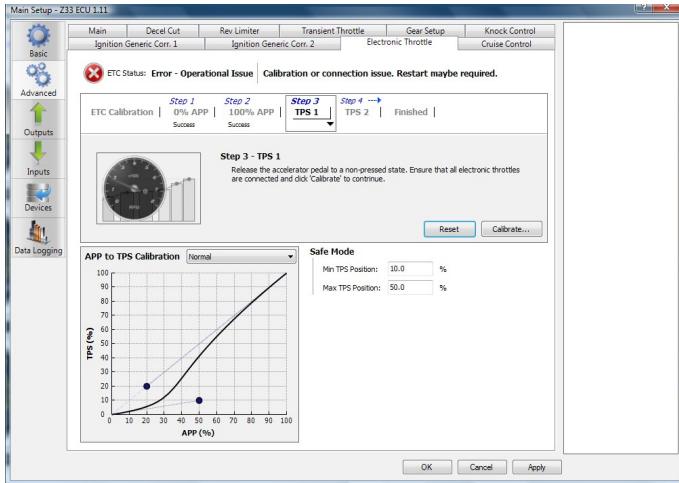 Main Setup - Z33 ECU 1.11
Main Decel Cut Rev Limiter Transient Throttle Gear Setup Knock Control
Ignition Generic Corr. 1 Ignition Generic Corr. 2 Electronic Throttle Cruise Control
Basic
Advanced
Outputs
Inputs
Devices
Data Logging
ETC Status: Error - Operational Issue Calibration or connection issue. Restart maybe required.
Step 1 Step 2 Step 3 Step 4
ETC Calibration 0% APP 100% APP TPS 1 TPS 2 Finished
Success Success
Step 3 - TPS 1
Release the accelerator pedal to a non-pressed state. Ensure that all electronic throttles
are connected and click 'Calibrate' to continue.
Reset Calibrate...
APP to TPS Calibration Normal
100
90
80
70
60
50
40
30
20
10
0
TPS (%)
0 10 20 30 40 50 60 70 80 90 100
APP (%)
Safe Mode
Min TPS Position: 10.0 %
Max TPS Position: 50.0 %
OK Cancel Apply